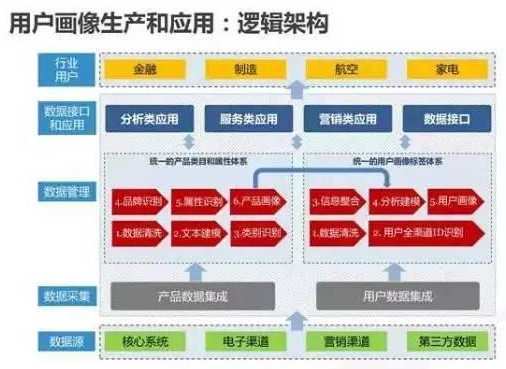 用户画像生产和应用：逻辑架构
行业用户
金融 制造 航空 家电
数据接口和应用
分析类应用 服务类应用 营销类应用 数据接口
统一的产品类目和属性体系 统一的用户画像标签体系
数据管理
4.品牌识别 5.属性识别 6.产品画像 3.信息整合 4.分析建模 5.用户画像
1.数据清洗 2.文本建模 3.类别识别 1.数据清洗 2. 用户全渠道ID识别
数据采集 产品数据集成 用户数据集成
数据源 核心系统 电子渠道 营销渠道 第三方数据